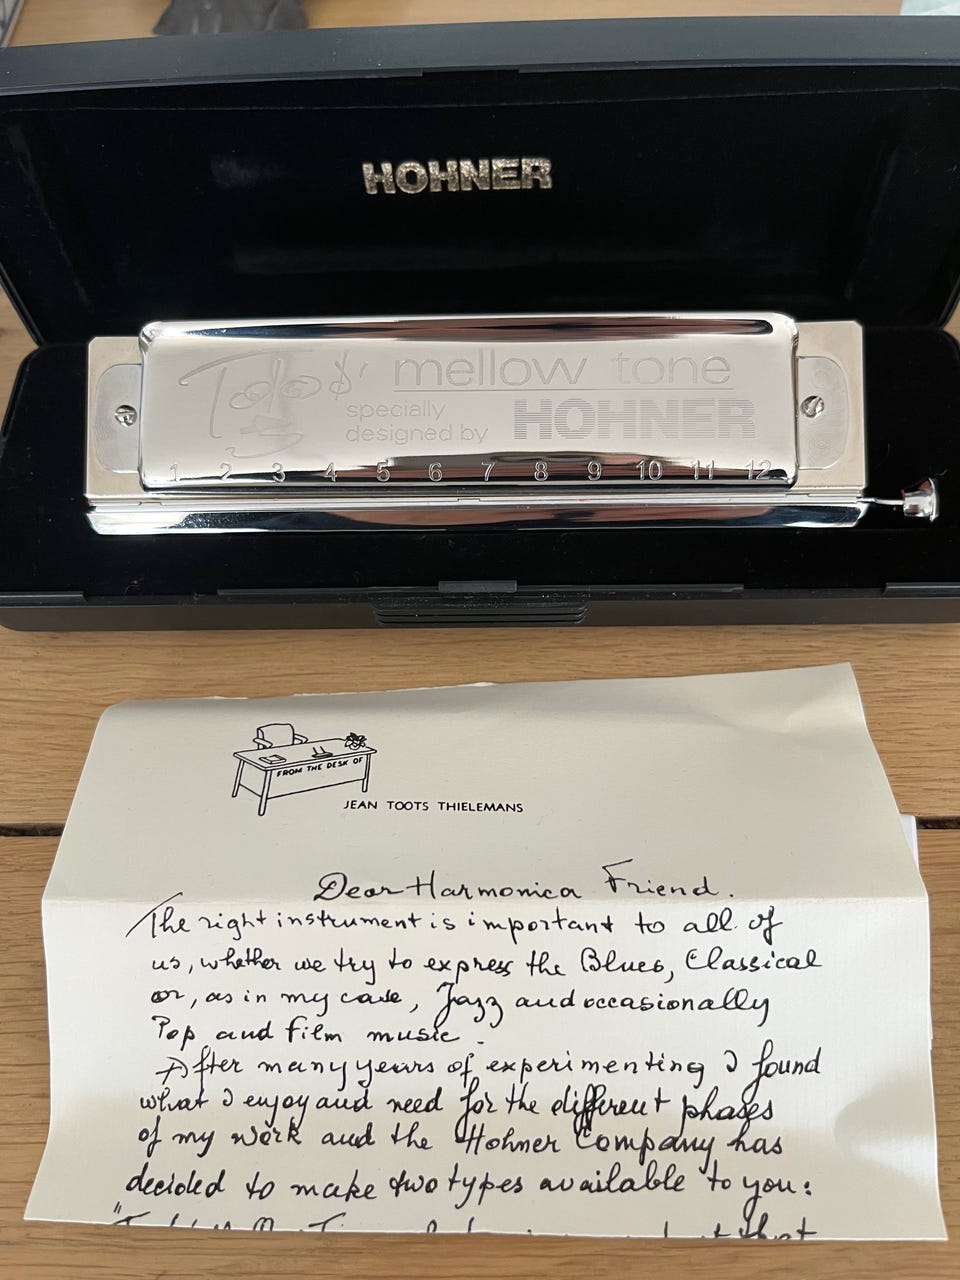 HOHNER
Toots' mellow tone
specially
designed by HOHNER
1 2 3 4 5 6 7 8 9 10 11 12
FROM THE DESK OF
JEAN TOOTS THIELEMANS
Dear Harmonica Friend.
The right instrument is important to all of
us, whether we try to express the Blues, Classical
or, as in my case, Jazz and occasionally
Pop and film music.
After many years of experimenting I found
what I enjoy and need for the different phases
of my work and the Hohner Company has
decided to make two types available to you: